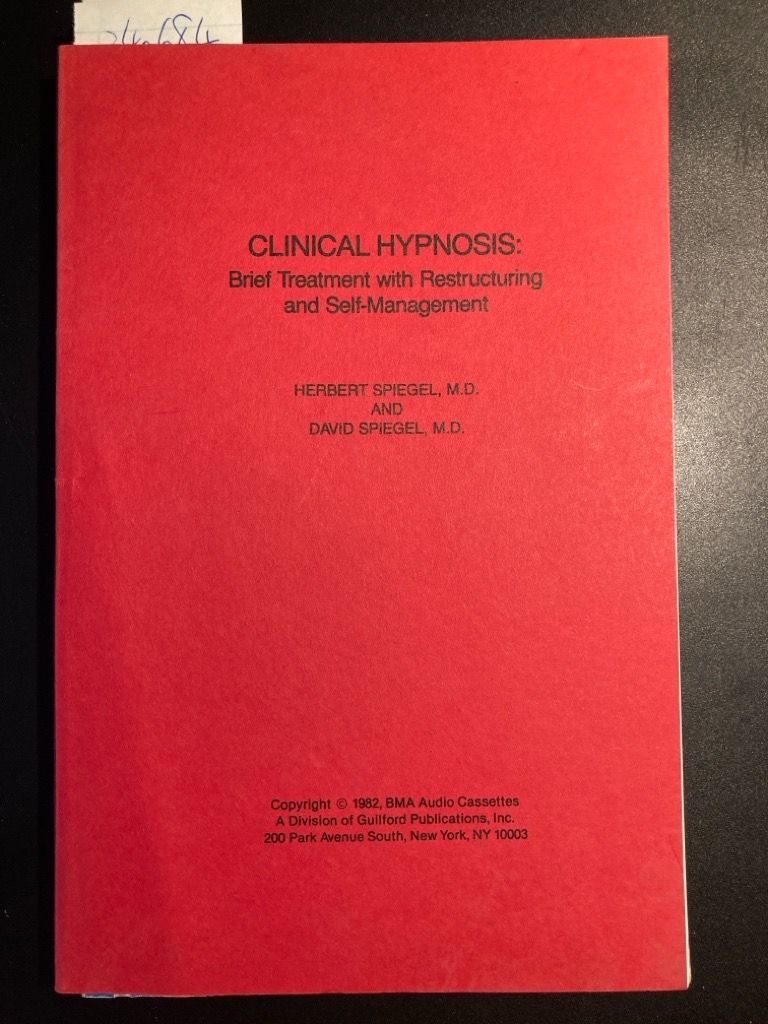 CLINICAL HYPNOSIS:
Brief Treatment with Restructuring
and Self-Management
HERBERT SPIEGEL, M.D.
AND
DAVID SPIEGEL, M.D.
Copyright © 1982, BMA Audio Cassettes
A Division of Guilford Publications, Inc.
200 Park Avenue South, New York, NY 10003